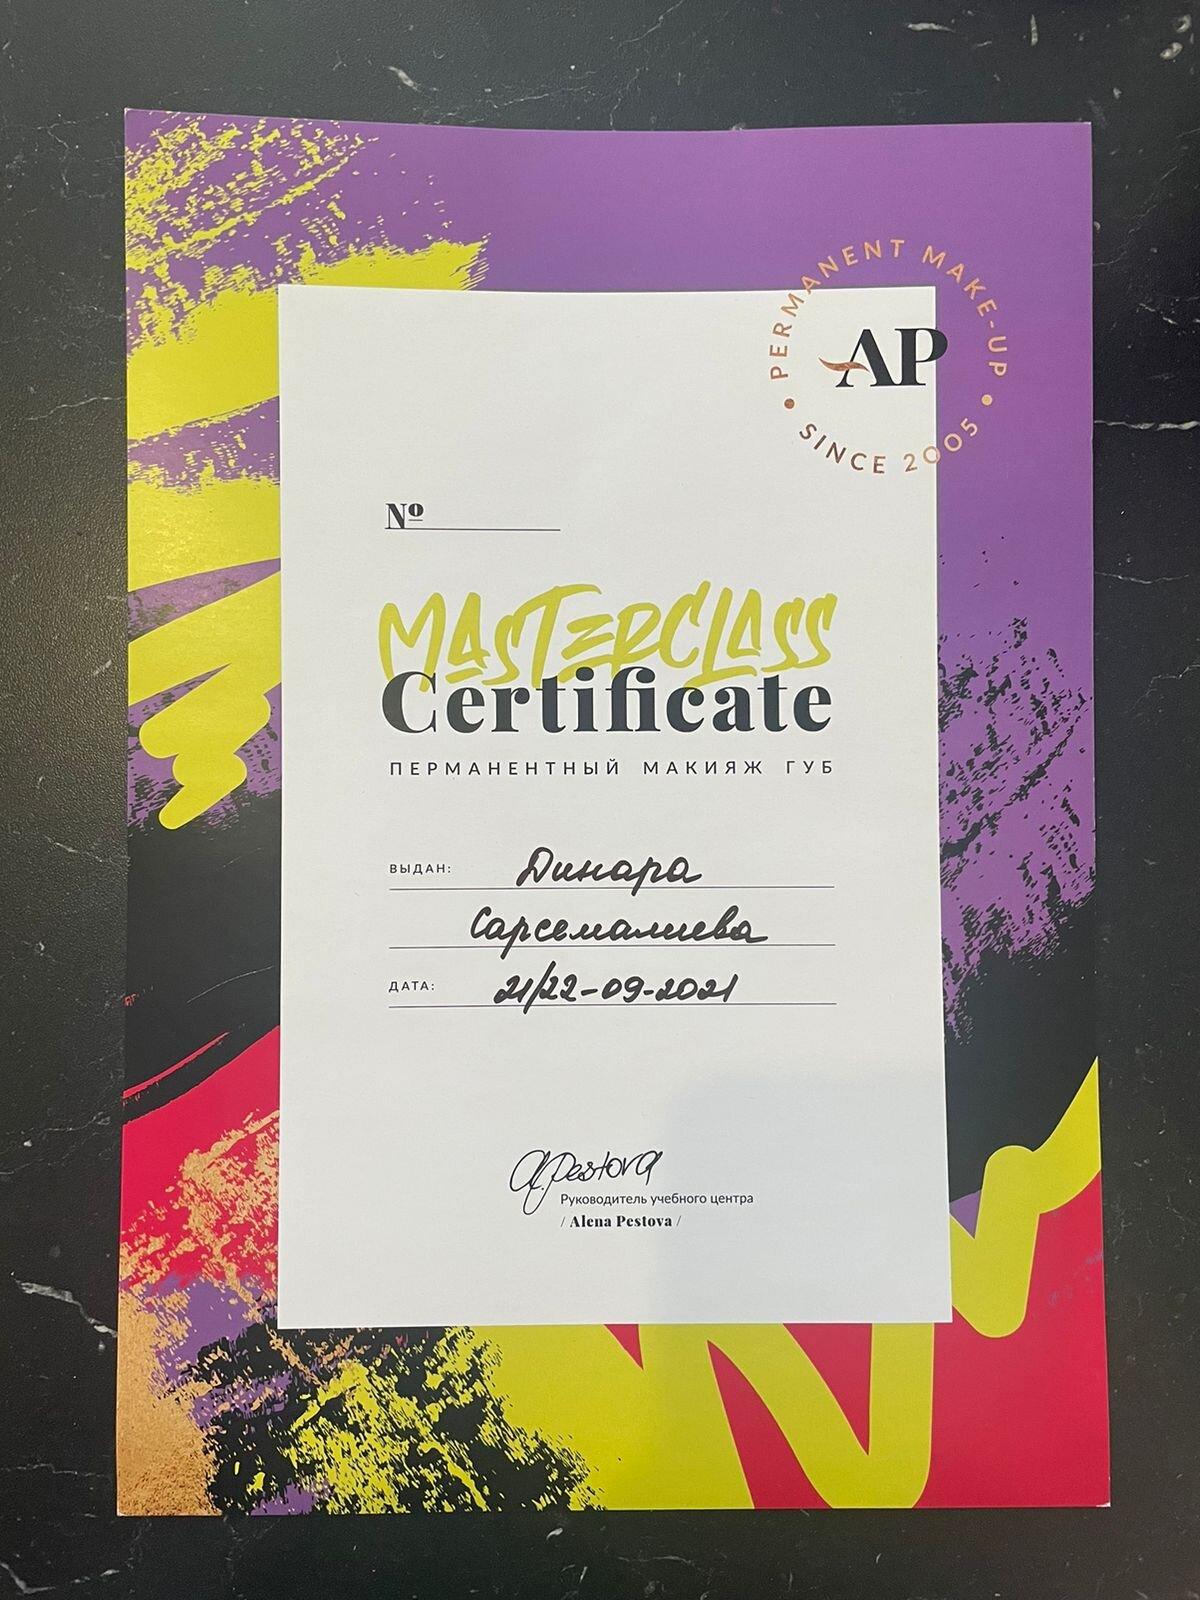 PERMANENT MAKE-UP
AP
SINCE 2005
№
MASTERCLASS
Certificate
ПЕРМАНЕНТНЫЙ МАКИЯЖ ГУБ
ВЫДАН: Динара
Сарсемалиева
ДАТА: 21/22-09-2021
A.Pestova
Руководитель учебного центра
/ Alena Pestova /